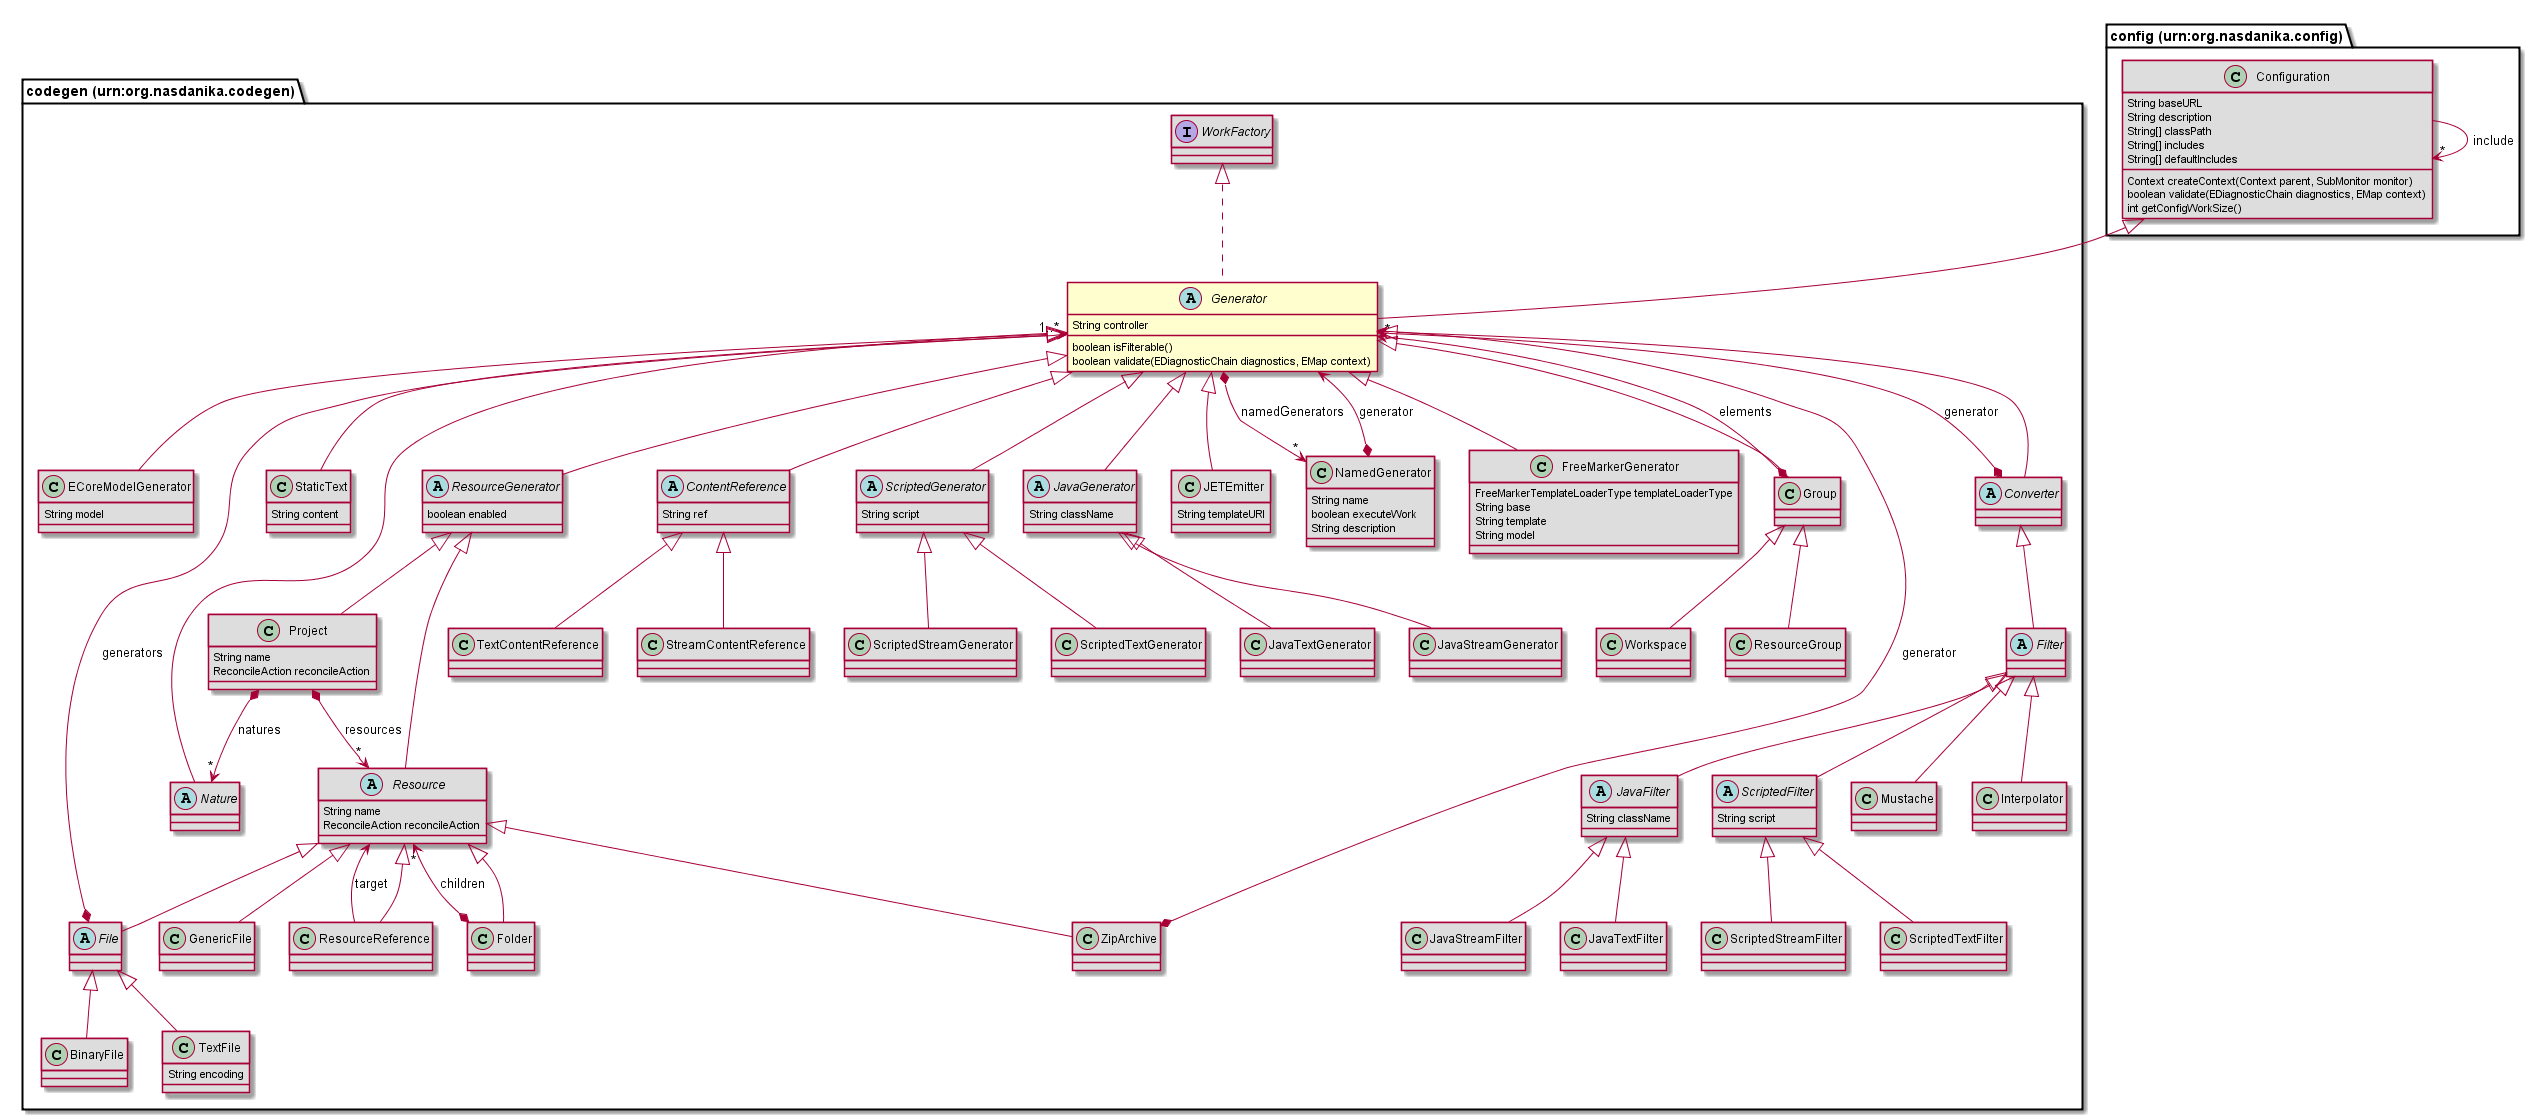 config (urn:org.nasdanika.config)
C Configuration
String baseURL
String description
String[] classPath
String[] includes
String[] defaultIncludes
Context createContext(Context parent, SubMonitor monitor)
boolean validate(EDiagnosticChain diagnostics, EMap context)
int getConfigWorkSize()
include
*
codegen (urn:org.nasdanika.codegen)
I WorkFactory
A Generator
String controller
boolean isFilterable()
boolean validate(EDiagnosticChain diagnostics, EMap context)
1
*
*
namedGenerators
*
generator
elements
generator
C ECoreModelGenerator
String model
C StaticText
String content
A ResourceGenerator
boolean enabled
A ContentReference
String ref
A ScriptedGenerator
String script
A JavaGenerator
String className
C JETEmitter
String templateURI
C NamedGenerator
String name
boolean executeWork
String description
C FreeMarkerGenerator
FreeMarkerTemplateLoaderType templateLoaderType
String base
String template
String model
C Group
A Converter
generators
C Project
String name
ReconcileAction reconcileAction
C TextContentReference
C StreamContentReference
C ScriptedStreamGenerator
C ScriptedTextGenerator
C JavaTextGenerator
C JavaStreamGenerator
C Workspace
C ResourceGroup
generator
A Filter
natures
*
resources
*
A Nature
A Resource
String name
ReconcileAction reconcileAction
A JavaFilter
String className
A ScriptedFilter
String script
C Mustache
C Interpolator
target
*
children
A File
C GenericFile
C ResourceReference
C Folder
C ZipArchive
C JavaStreamFilter
C JavaTextFilter
C ScriptedStreamFilter
C ScriptedTextFilter
C BinaryFile
C TextFile
String encoding